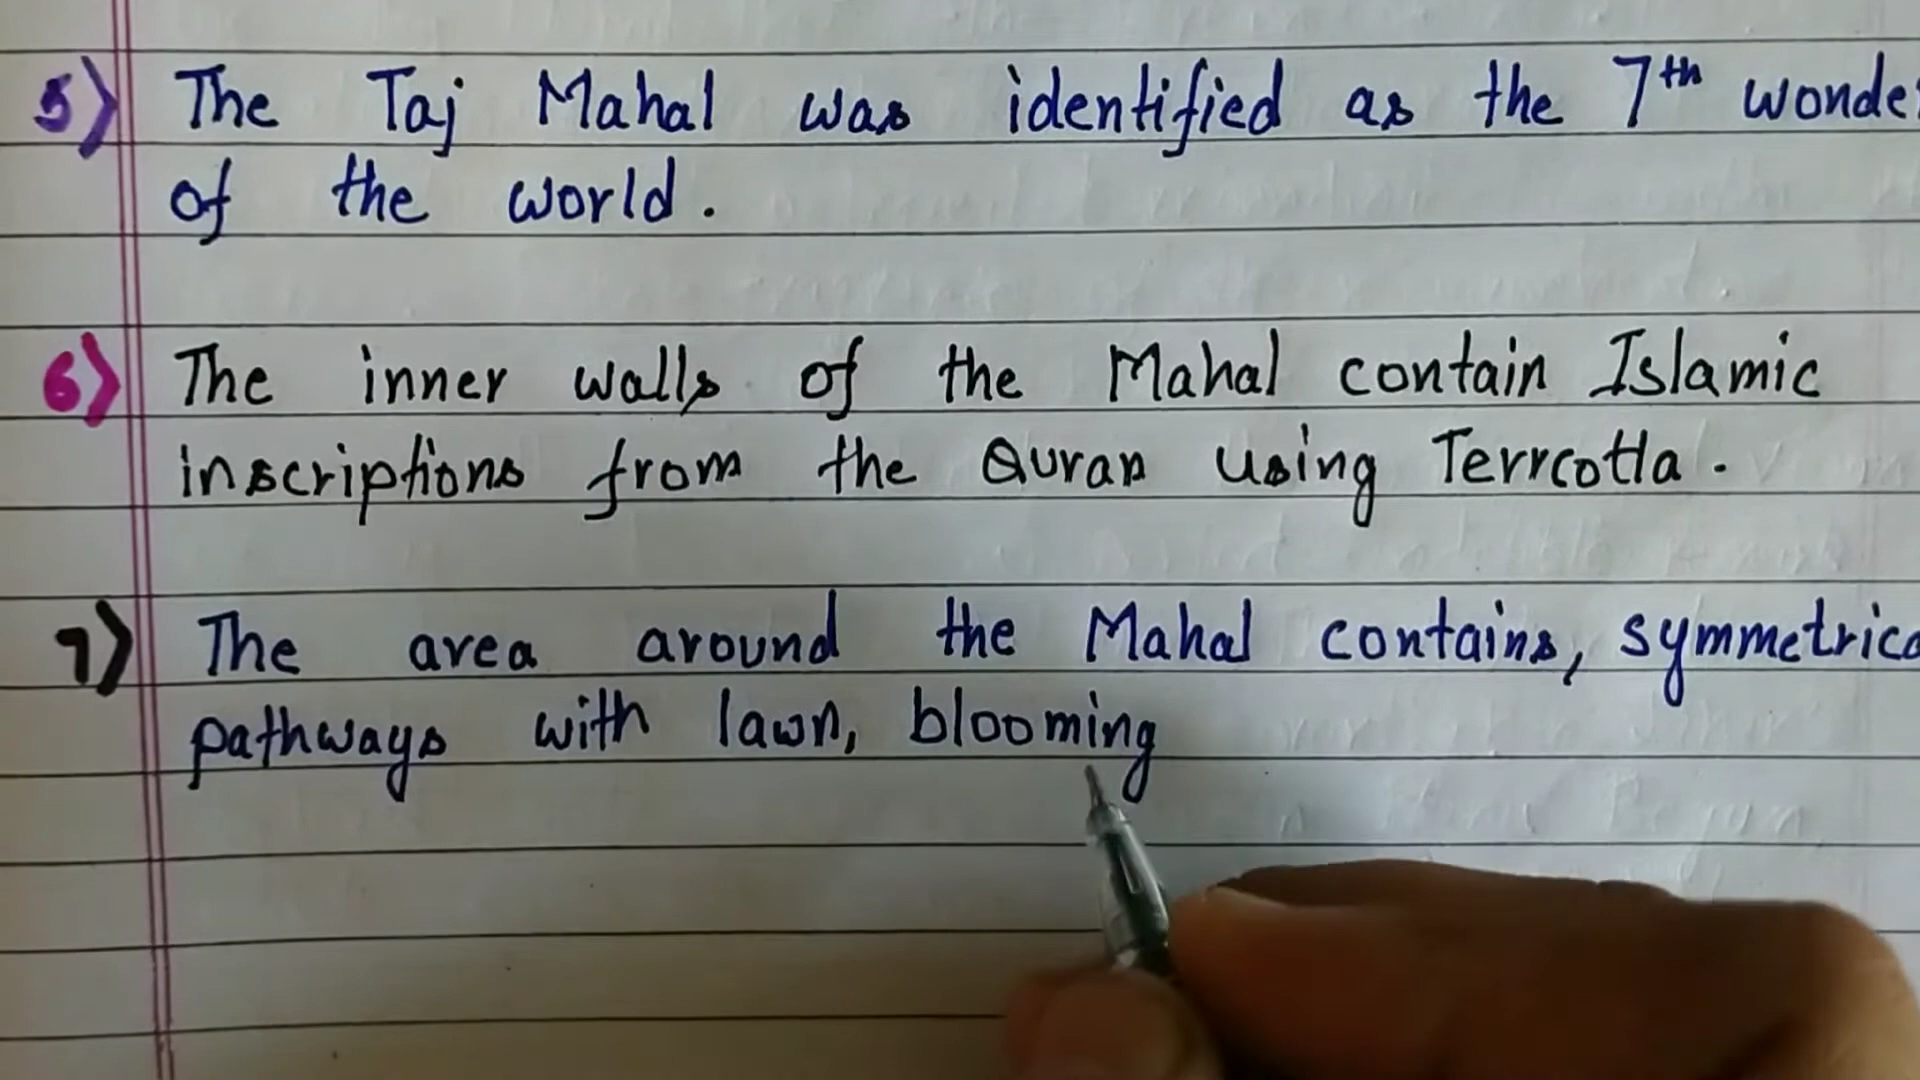 5) The Taj Mahal was identified as the 7th wonde
of the world.
6) The inner walls of the Mahal contain Islamic
inscriptions from the Quran using Terrcotta.
7) The area around the Mahal contains, symmetrica
pathways with lawn, blooming